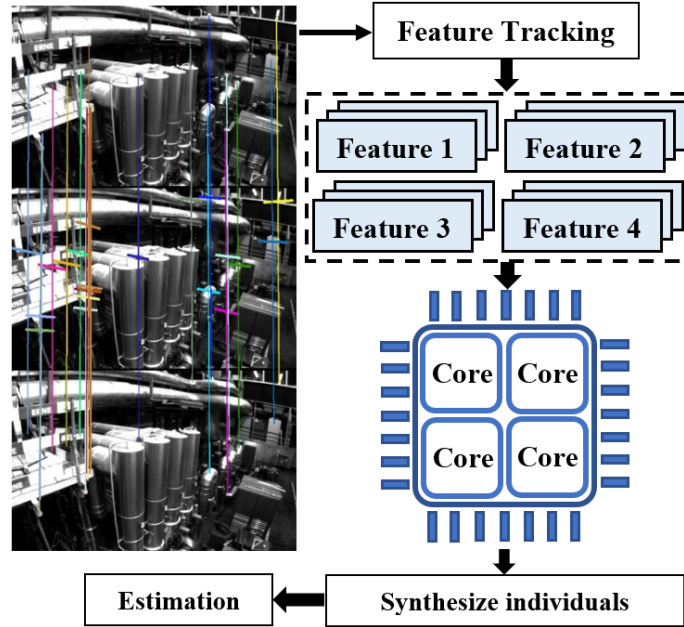 Feature Tracking
Feature 1
Feature 2
Feature 3
Feature 4
Core
Core
Core
Core
Synthesize individuals
Estimation